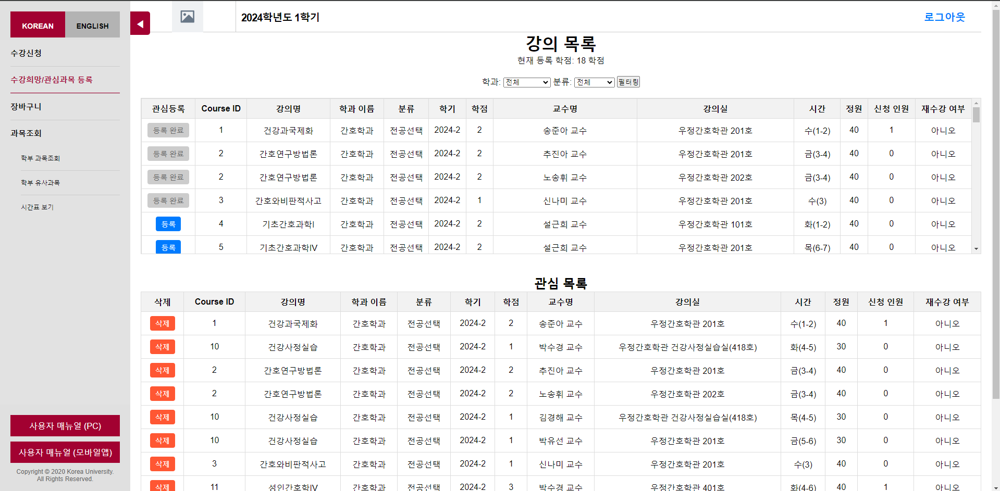 KOREAN ENGLISH
수강신청
수강희망/관심과목 등록
장바구니
과목조회
학부 과목조회
학부 유사과목
시간표 보기
사용자 매뉴얼 (PC)
사용자 매뉴얼 (모바일앱)
Copyright © 2020 Korea University.
All Rights Reserved.
2024학년도 1학기 로그아웃
강의 목록
현재 등록 학점: 18 학점
학과: 전체 분류: 전체 필터링
관심등록 Course ID 강의명 학과 이름 분류 학기 학점 교수명 강의실 시간 정원 신청 인원 재수강 여부
등록 완료 1 건강과국제화 간호학과 전공선택 2024-2 2 송준아 교수 우정간호학관 201호 수(1-2) 40 1 아니오
등록 완료 2 간호연구방법론 간호학과 전공선택 2024-2 2 추진아 교수 우정간호학관 201호 금(3-4) 40 0 아니오
등록 완료 2 간호연구방법론 간호학과 전공선택 2024-2 2 노송휘 교수 우정간호학관 202호 금(3-4) 40 0 아니오
등록 완료 3 간호와비판적사고 간호학과 전공선택 2024-2 1 신나미 교수 우정간호학관 201호 수(3) 40 0 아니오
등록 4 기초간호과학I 간호학과 전공선택 2024-2 2 설근희 교수 우정간호학관 101호 화(1-2) 40 0 아니오
등록 5 기초간호과학IV 간호학과 전공선택 2024-2 2 설근희 교수 우정간호학관 201호 목(6-7) 40 0 아니오
관심 목록
삭제 Course ID 강의명 학과 이름 분류 학기 학점 교수명 강의실 시간 정원 신청 인원 재수강 여부
삭제 1 건강과국제화 간호학과 전공선택 2024-2 2 송준아 교수 우정간호학관 201호 수(1-2) 40 1 아니오
삭제 10 건강사정실습 간호학과 전공선택 2024-2 1 박수경 교수 우정간호학관 건강사정실습실(418호) 화(4-5) 30 0 아니오
삭제 2 간호연구방법론 간호학과 전공선택 2024-2 2 추진아 교수 우정간호학관 201호 금(3-4) 40 0 아니오
삭제 2 간호연구방법론 간호학과 전공선택 2024-2 2 노송휘 교수 우정간호학관 202호 금(3-4) 40 0 아니오
삭제 10 건강사정실습 간호학과 전공선택 2024-2 1 김경해 교수 우정간호학관 건강사정실습실(418호) 목(4-5) 30 0 아니오
삭제 10 건강사정실습 간호학과 전공선택 2024-2 1 박유선 교수 우정간호학관 201호 금(5-6) 30 0 아니오
삭제 3 간호와비판적사고 간호학과 전공선택 2024-2 1 신나미 교수 우정간호학관 201호 수(3) 40 0 아니오
삭제 11 성인간호학IV 간호학과 전공선택 2024-2 3 박수경 교수 우정간호학관 401호 화(4-6) 40 1 아니오